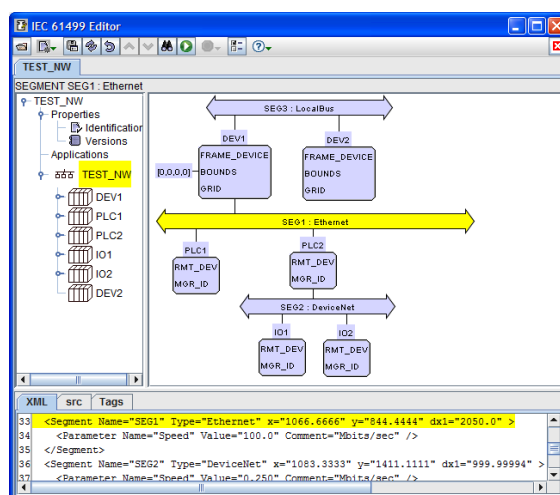 IEC 61499 Editor
TEST_NW
SEGMENT SEG1 : Ethernet
TEST_NW
Properties
Identification
Versions
Applications
TEST_NW
DEV1
PLC1
PLC2
IO1
IO2
DEV2
SEG3 : LocalBus
DEV1
DEV2
[0,0,0,0]
FRAME_DEVICE
BOUNDS
GRID
FRAME_DEVICE
BOUNDS
GRID
SEG1 : Ethernet
PLC1
PLC2
RMT_DEV
MGR_ID
RMT_DEV
MGR_ID
SEG2 : DeviceNet
IO1
IO2
RMT_DEV
MGR_ID
RMT_DEV
MGR_ID
XML src Tags
33 <Segment Name="SEG1" Type="Ethernet" x="1066.6666" y="844.4444" dx1="2050.0" >
34 <Parameter Name="Speed" Value="100.0" Comment="Mbits/sec" />
35 </Segment>
36 <Segment Name="SEG2" Type="DeviceNet" x="1083.3333" y="1411.1111" dx1="999.99994" >
37 <Parameter Name="Speed" Value="0.250" Comment="Mbits/sec" />